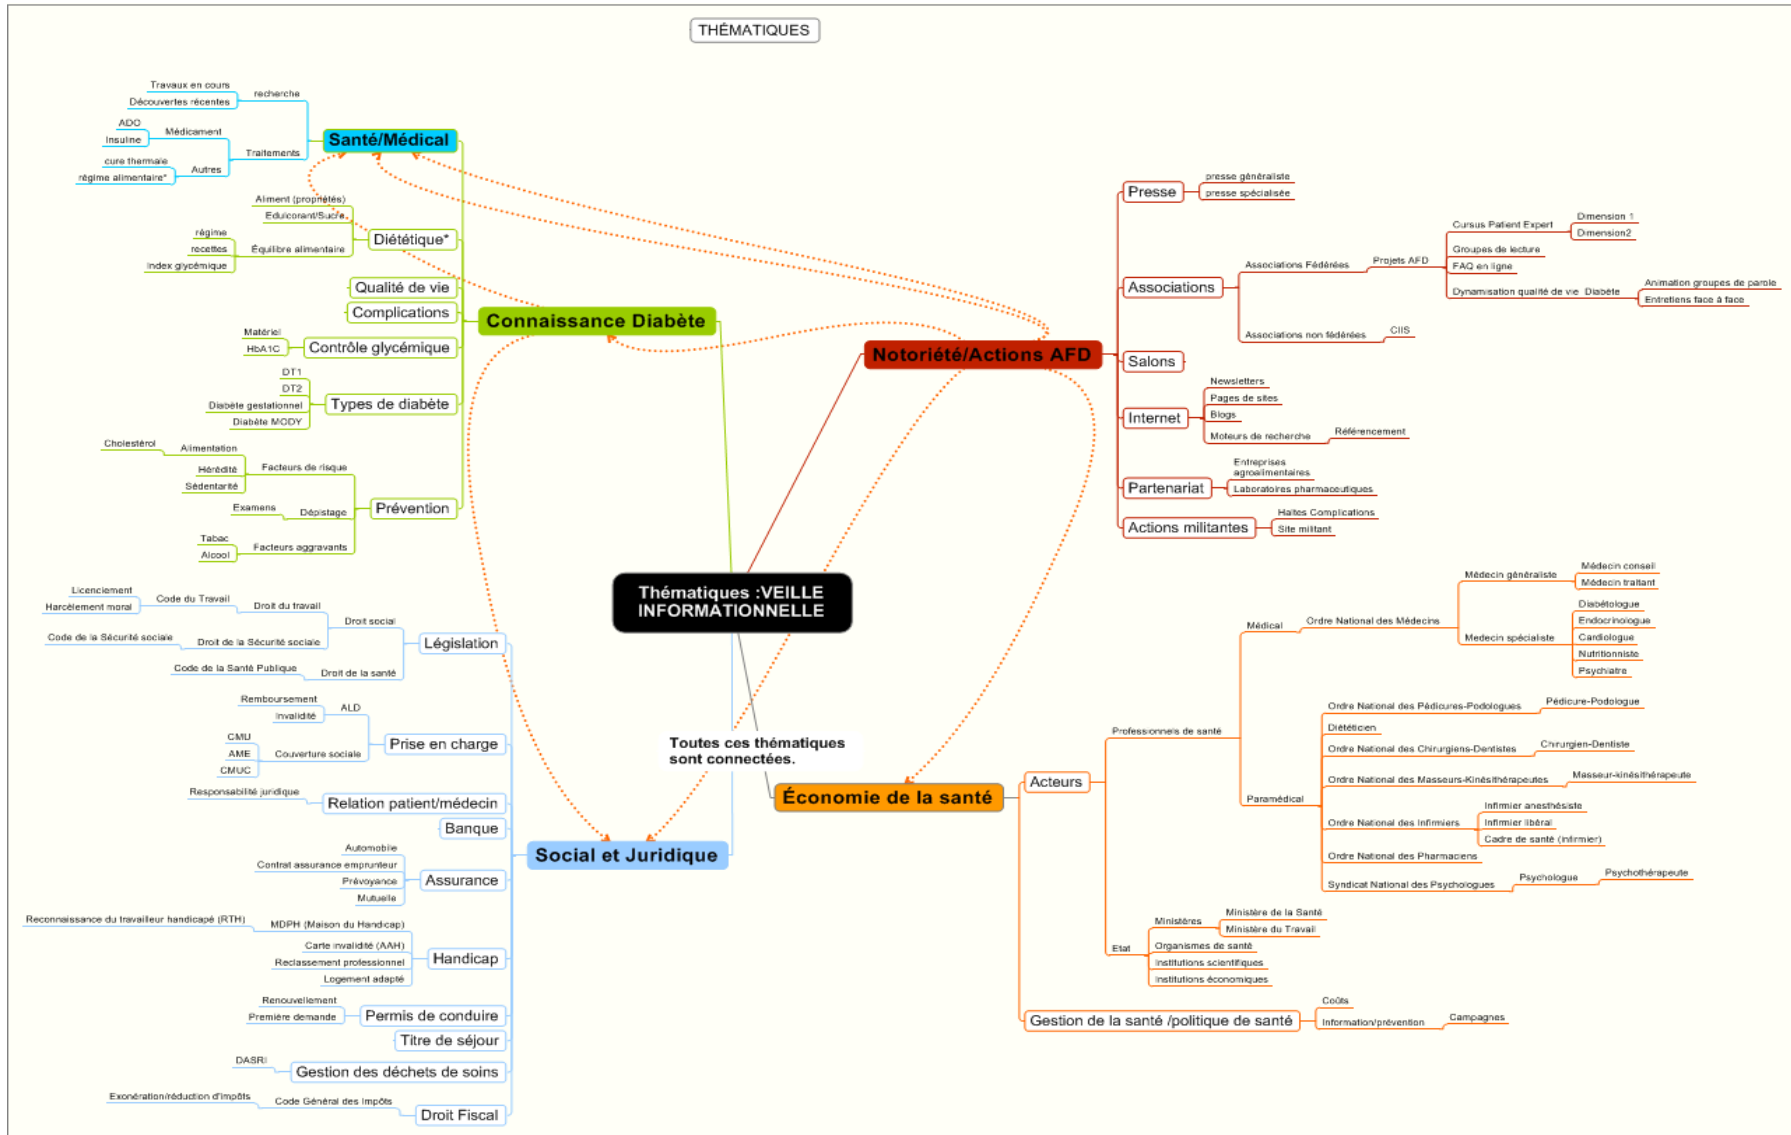 THÉMATIQUES
Travaux en cours
Découvertes récentes
recherche
ADO
Insuline
Médicament
cure thermale
régime alimentaire*
Autres
Traitements
Santé/Médical
Aliment (propriétés)
Edulcorant/Sucre
régime
recettes
Index glycémique
Équilibre alimentaire
Diététique*
Qualité de vie
Complications
Connaissance Diabète
Matériel
HbA1C
Contrôle glycémique
DT1
DT2
Diabète gestationnel
Diabète MODY
Types de diabète
Cholestérol
Alimentation
Hérédité
Sédentarité
Facteurs de risque
Examens
Dépistage
Tabac
Alcool
Facteurs aggravants
Prévention
Notoriété/Actions AFD
Presse
presse généraliste
presse spécialisée
Associations
Associations Fédérées
Projets AFD
Cursus Patient Expert
Dimension 1
Dimension2
Groupes de lecture
FAQ en ligne
Dynamisation qualité de vie Diabète
Animation groupes de parole
Entretiens face à face
Associations non fédérées
CIIS
Salons
Internet
Newsletters
Pages de sites
Blogs
Moteurs de recherche
Référencement
Partenariat
Entreprises
agroalimentaires
Laboratoires pharmaceutiques
Actions militantes
Haltes Complications
Site militant
Thématiques :VEILLE
INFORMATIONNELLE
Toutes ces thématiques
sont connectées.
Licenciement
Harcèlement moral
Code du Travail
Droit du travail
Code de la Sécurité sociale
Droit de la Sécurité sociale
Droit social
Code de la Santé Publique
Droit de la santé
Législation
Remboursement
Invalidité
ALD
CMU
AME
CMUC
Couverture sociale
Prise en charge
Responsabilité juridique
Relation patient/médecin
Banque
Social et Juridique
Automobile
Contrat assurance emprunteur
Prévoyance
Mutuelle
Assurance
Reconnaissance du travailleur handicapé (RTH)
MDPH (Maison du Handicap)
Carte invalidité (AAH)
Reclassement professionnel
Logement adapté
Handicap
Renouvellement
Première demande
Permis de conduire
Titre de séjour
DASRI
Gestion des déchets de soins
Exonération/réduction d'impôts
Code Général des Impôts
Droit Fiscal
Économie de la santé
Acteurs
Professionnels de santé
Médical
Ordre National des Médecins
Médecin généraliste
Médecin conseil
Médecin traitant
Medecin spécialiste
Diabétologue
Endocrinologue
Cardiologue
Nutritionniste
Psychiatre
Paramédical
Ordre National des Pédicures-Podologues
Pédicure-Podologue
Diététicien
Ordre National des Chirurgiens-Dentistes
Chirurgien-Dentiste
Ordre National des Masseurs-Kinésithérapeutes
Masseur-kinésithérapeute
Ordre National des Infirmiers
Infirmier anesthésiste
Infirmier libéral
Cadre de santé (infirmier)
Ordre National des Pharmaciens
Syndicat National des Psychologues
Psychologue
Psychothérapeute
Etat
Ministères
Ministère de la Santé
Ministère du Travail
Organismes de santé
Institutions scientifiques
Institutions économiques
Gestion de la santé /politique de santé
Coûts
Information/prévention
Campagnes